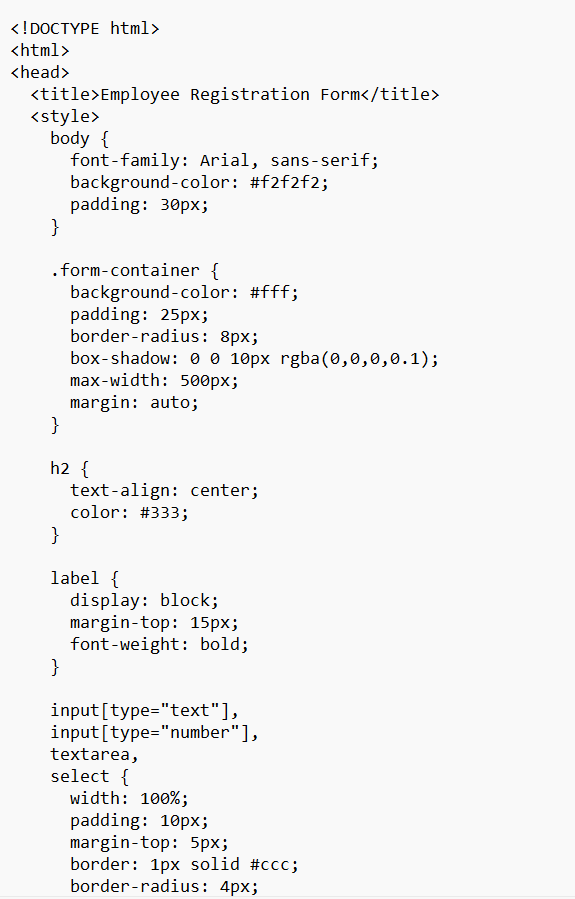 <!DOCTYPE html>
<html>
<head>
  <title>Employee Registration Form</title>
  <style>
    body {
      font-family: Arial, sans-serif;
      background-color: #f2f2f2;
      padding: 30px;
    }

    .form-container {
      background-color: #fff;
      padding: 25px;
      border-radius: 8px;
      box-shadow: 0 0 10px rgba(0,0,0,0.1);
      max-width: 500px;
      margin: auto;
    }

    h2 {
      text-align: center;
      color: #333;
    }

    label {
      display: block;
      margin-top: 15px;
      font-weight: bold;
    }

    input[type="text"],
    input[type="number"],
    textarea,
    select {
      width: 100%;
      padding: 10px;
      margin-top: 5px;
      border: 1px solid #ccc;
      border-radius: 4px;